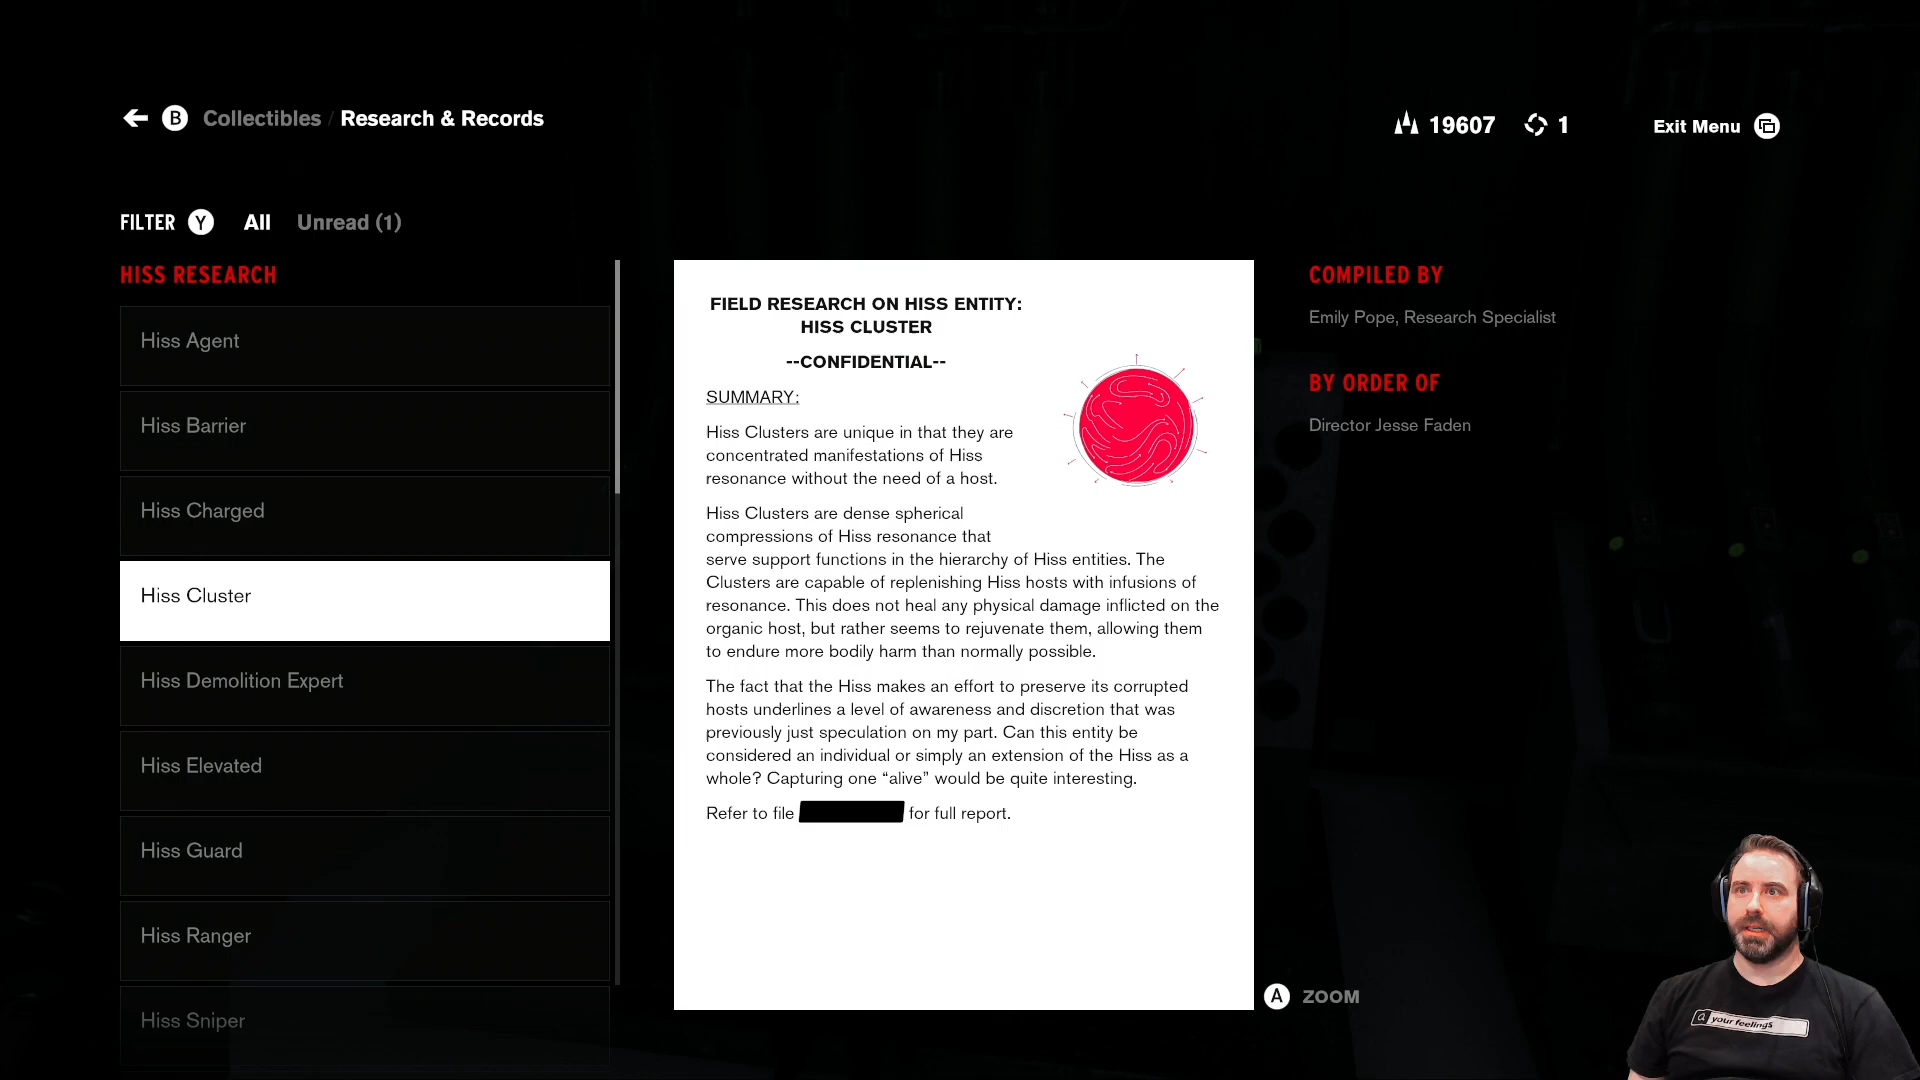 B Collectibles / Research & Records
19607 1 Exit Menu
FILTER Y All Unread (1)
HISS RESEARCH
Hiss Agent
Hiss Barrier
Hiss Charged
Hiss Cluster
Hiss Demolition Expert
Hiss Elevated
Hiss Guard
Hiss Ranger
Hiss Sniper
FIELD RESEARCH ON HISS ENTITY:
HISS CLUSTER
--CONFIDENTIAL--
SUMMARY:
Hiss Clusters are unique in that they are
concentrated manifestations of Hiss
resonance without the need of a host.
Hiss Clusters are dense spherical
compressions of Hiss resonance that
serve support functions in the hierarchy of Hiss entities. The
Clusters are capable of replenishing Hiss hosts with infusions of
resonance. This does not heal any physical damage inflicted on the
organic host, but rather seems to rejuvenate them, allowing them
to endure more bodily harm than normally possible.
The fact that the Hiss makes an effort to preserve its corrupted
hosts underlines a level of awareness and discretion that was
previously just speculation on my part. Can this entity be
considered an individual or simply an extension of the Hiss as a
whole? Capturing one “alive” would be quite interesting.
Refer to file for full report.
COMPILED BY
Emily Pope, Research Specialist
BY ORDER OF
Director Jesse Faden
A ZOOM
a your feelings